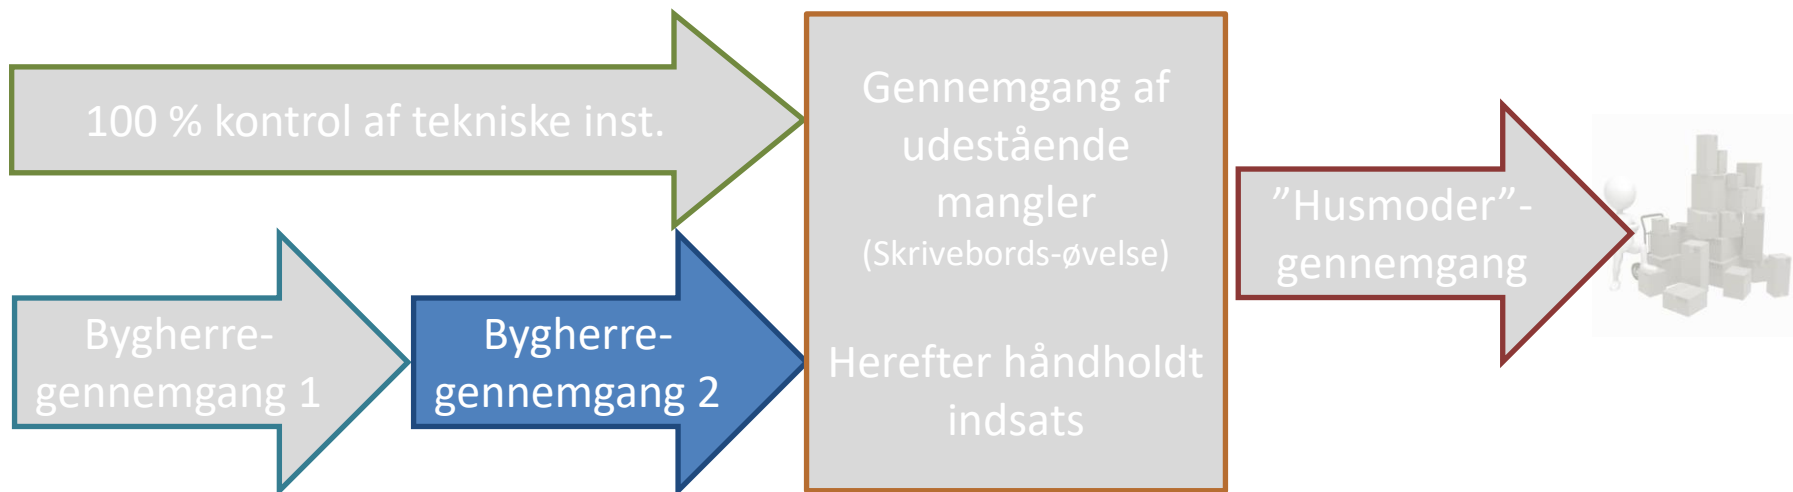 100 % kontrol af tekniske inst.
Bygherre-
gennemgang 1
Bygherre-
gennemgang 2
Gennemgang af
udestående
mangler
(Skrivebords-øvelse)
Herefter håndholdt
indsats
”Husmoder”-
gennemgang